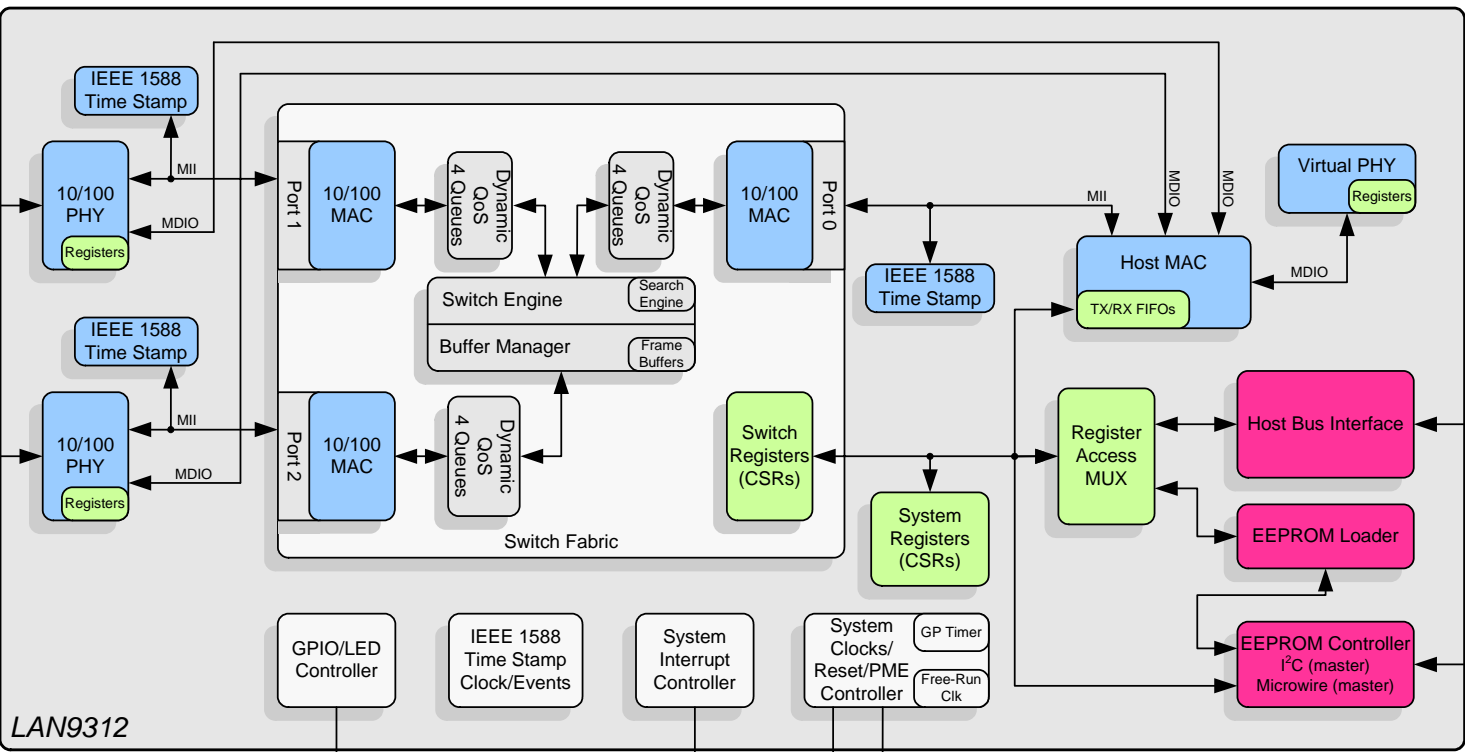 IEEE 1588
Time Stamp
10/100
PHY
Registers
MII
MDIO
Port 1
10/100
MAC
Dynamic
QoS
4 Queues
Dynamic
QoS
4 Queues
10/100
MAC
Port 0
MII
MDIO
MDIO
Virtual PHY
Registers
Host MAC
TX/RX FIFOs
MDIO
IEEE 1588
Time Stamp
Switch Engine
Search
Engine
Buffer Manager
Frame
Buffers
IEEE 1588
Time Stamp
10/100
PHY
Registers
MII
MDIO
Port 2
10/100
MAC
Dynamic
QoS
4 Queues
Switch
Registers
(CSRs)
Switch Fabric
System
Registers
(CSRs)
Register
Access
MUX
Host Bus Interface
EEPROM Loader
EEPROM Controller
I²C (master)
Microwire (master)
GPIO/LED
Controller
IEEE 1588
Time Stamp
Clock/Events
System
Interrupt
Controller
System
Clocks/
Reset/PME
Controller
GP Timer
Free-Run
Clk
LAN9312